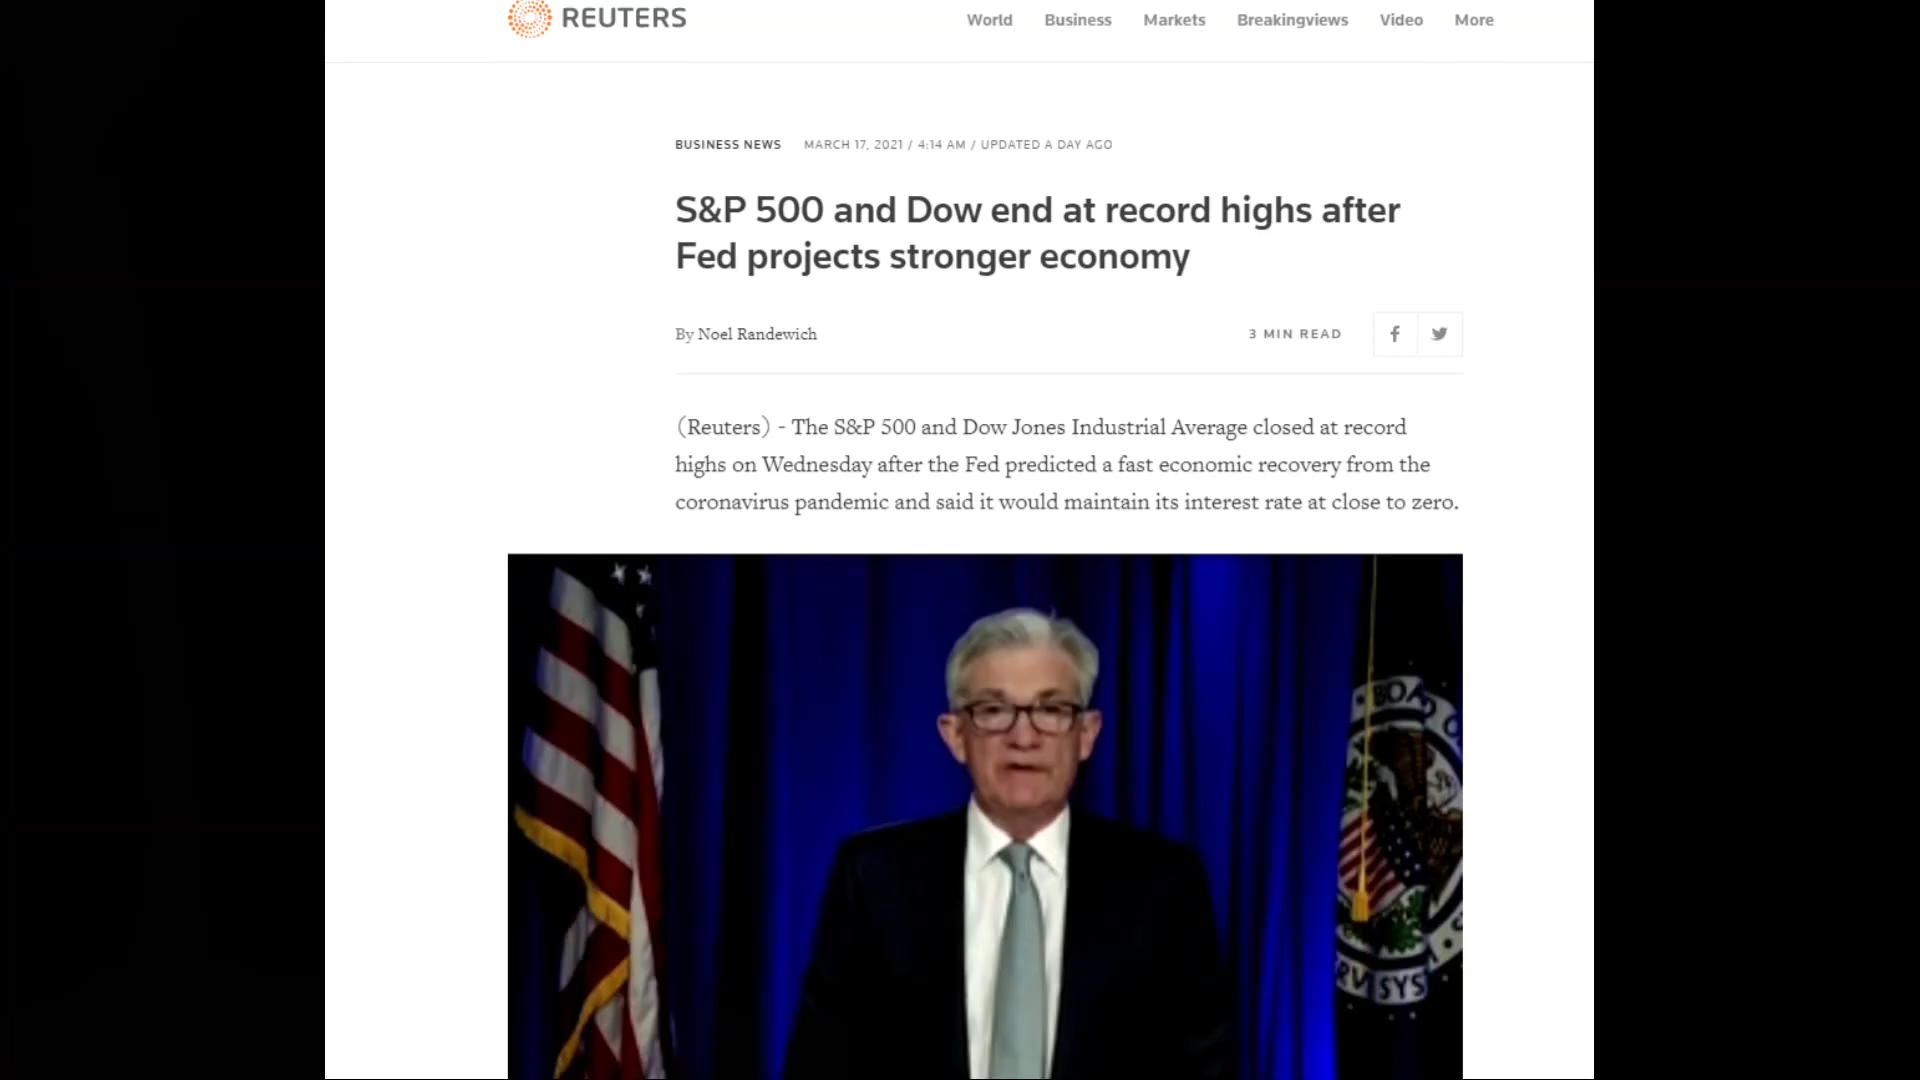 REUTERS
World Business Markets Breakingviews Video More
BUSINESS NEWS MARCH 17, 2021 / 4:14 AM / UPDATED A DAY AGO
S&P 500 and Dow end at record highs after
Fed projects stronger economy
By Noel Randewich
3 MIN READ
(Reuters) - The S&P 500 and Dow Jones Industrial Average closed at record
highs on Wednesday after the Fed predicted a fast economic recovery from the
coronavirus pandemic and said it would maintain its interest rate at close to zero.